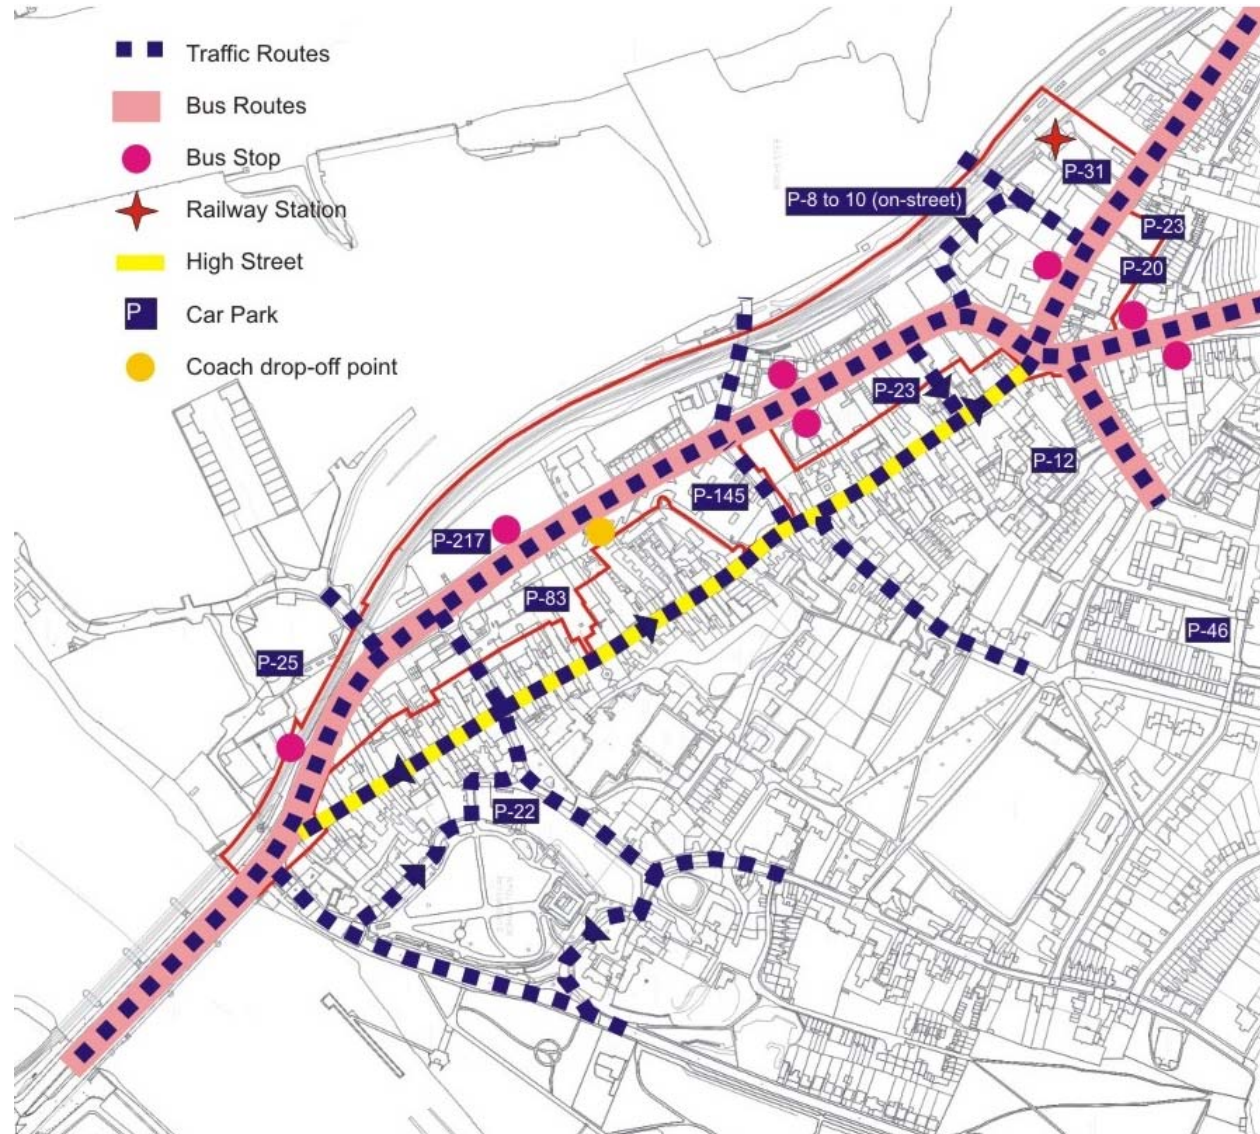 Traffic Routes
Bus Routes
Bus Stop
Railway Station
High Street
P
Car Park
Coach drop-off point
P-31
P-8 to 10 (on-street)
P-23
P-20
P-23
P-12
P-145
P-217
P-83
P-46
P-25
P-22